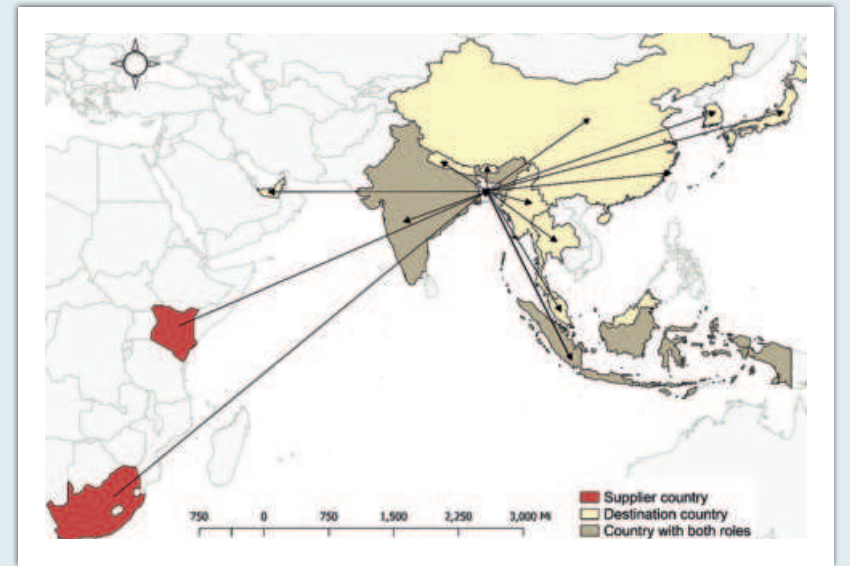 Supplier country
750 0 750 1,500 2,250 3,000 Mi
Destination country
Country with both roles